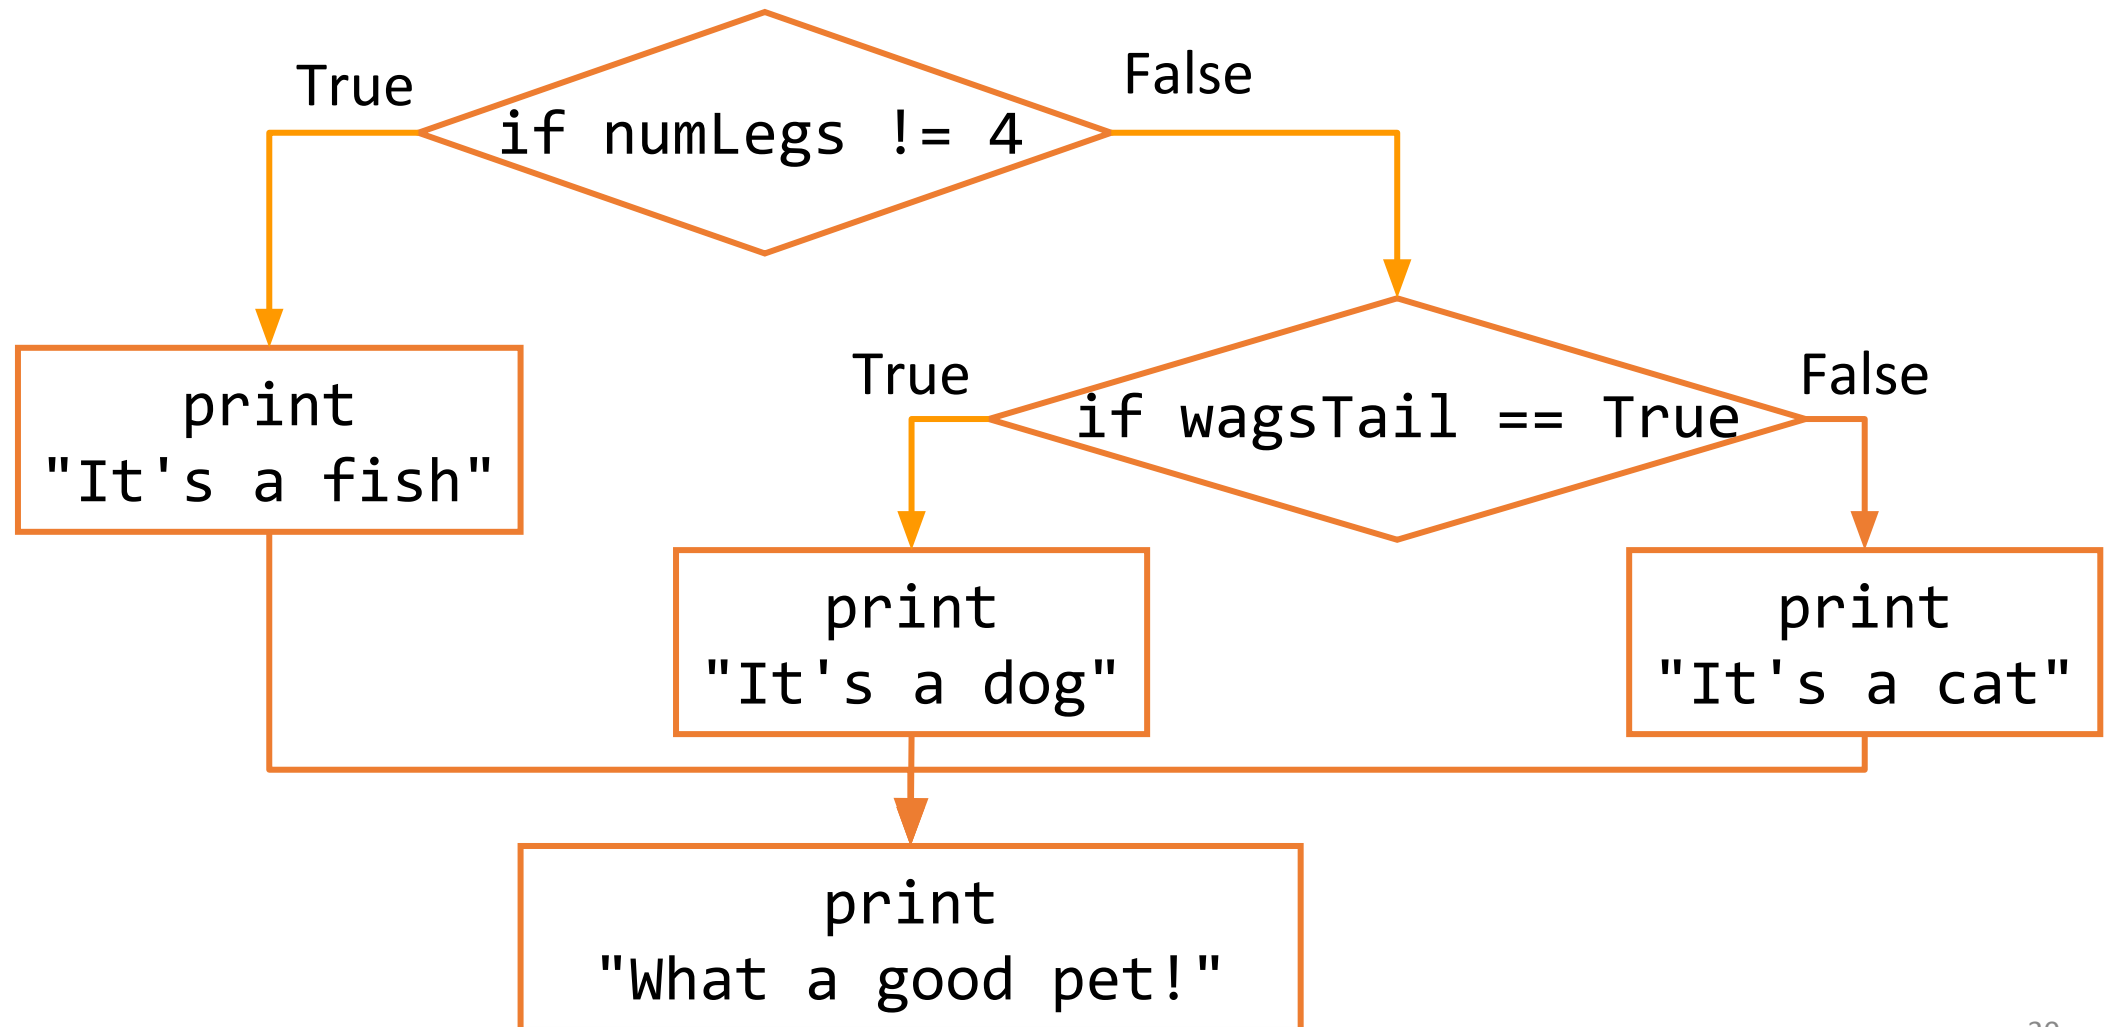 True
False
if numLegs != 4
True
False
if wagsTail == True
print
"It's a fish"
print
"It's a dog"
print
"It's a cat"
print
"What a good pet!"